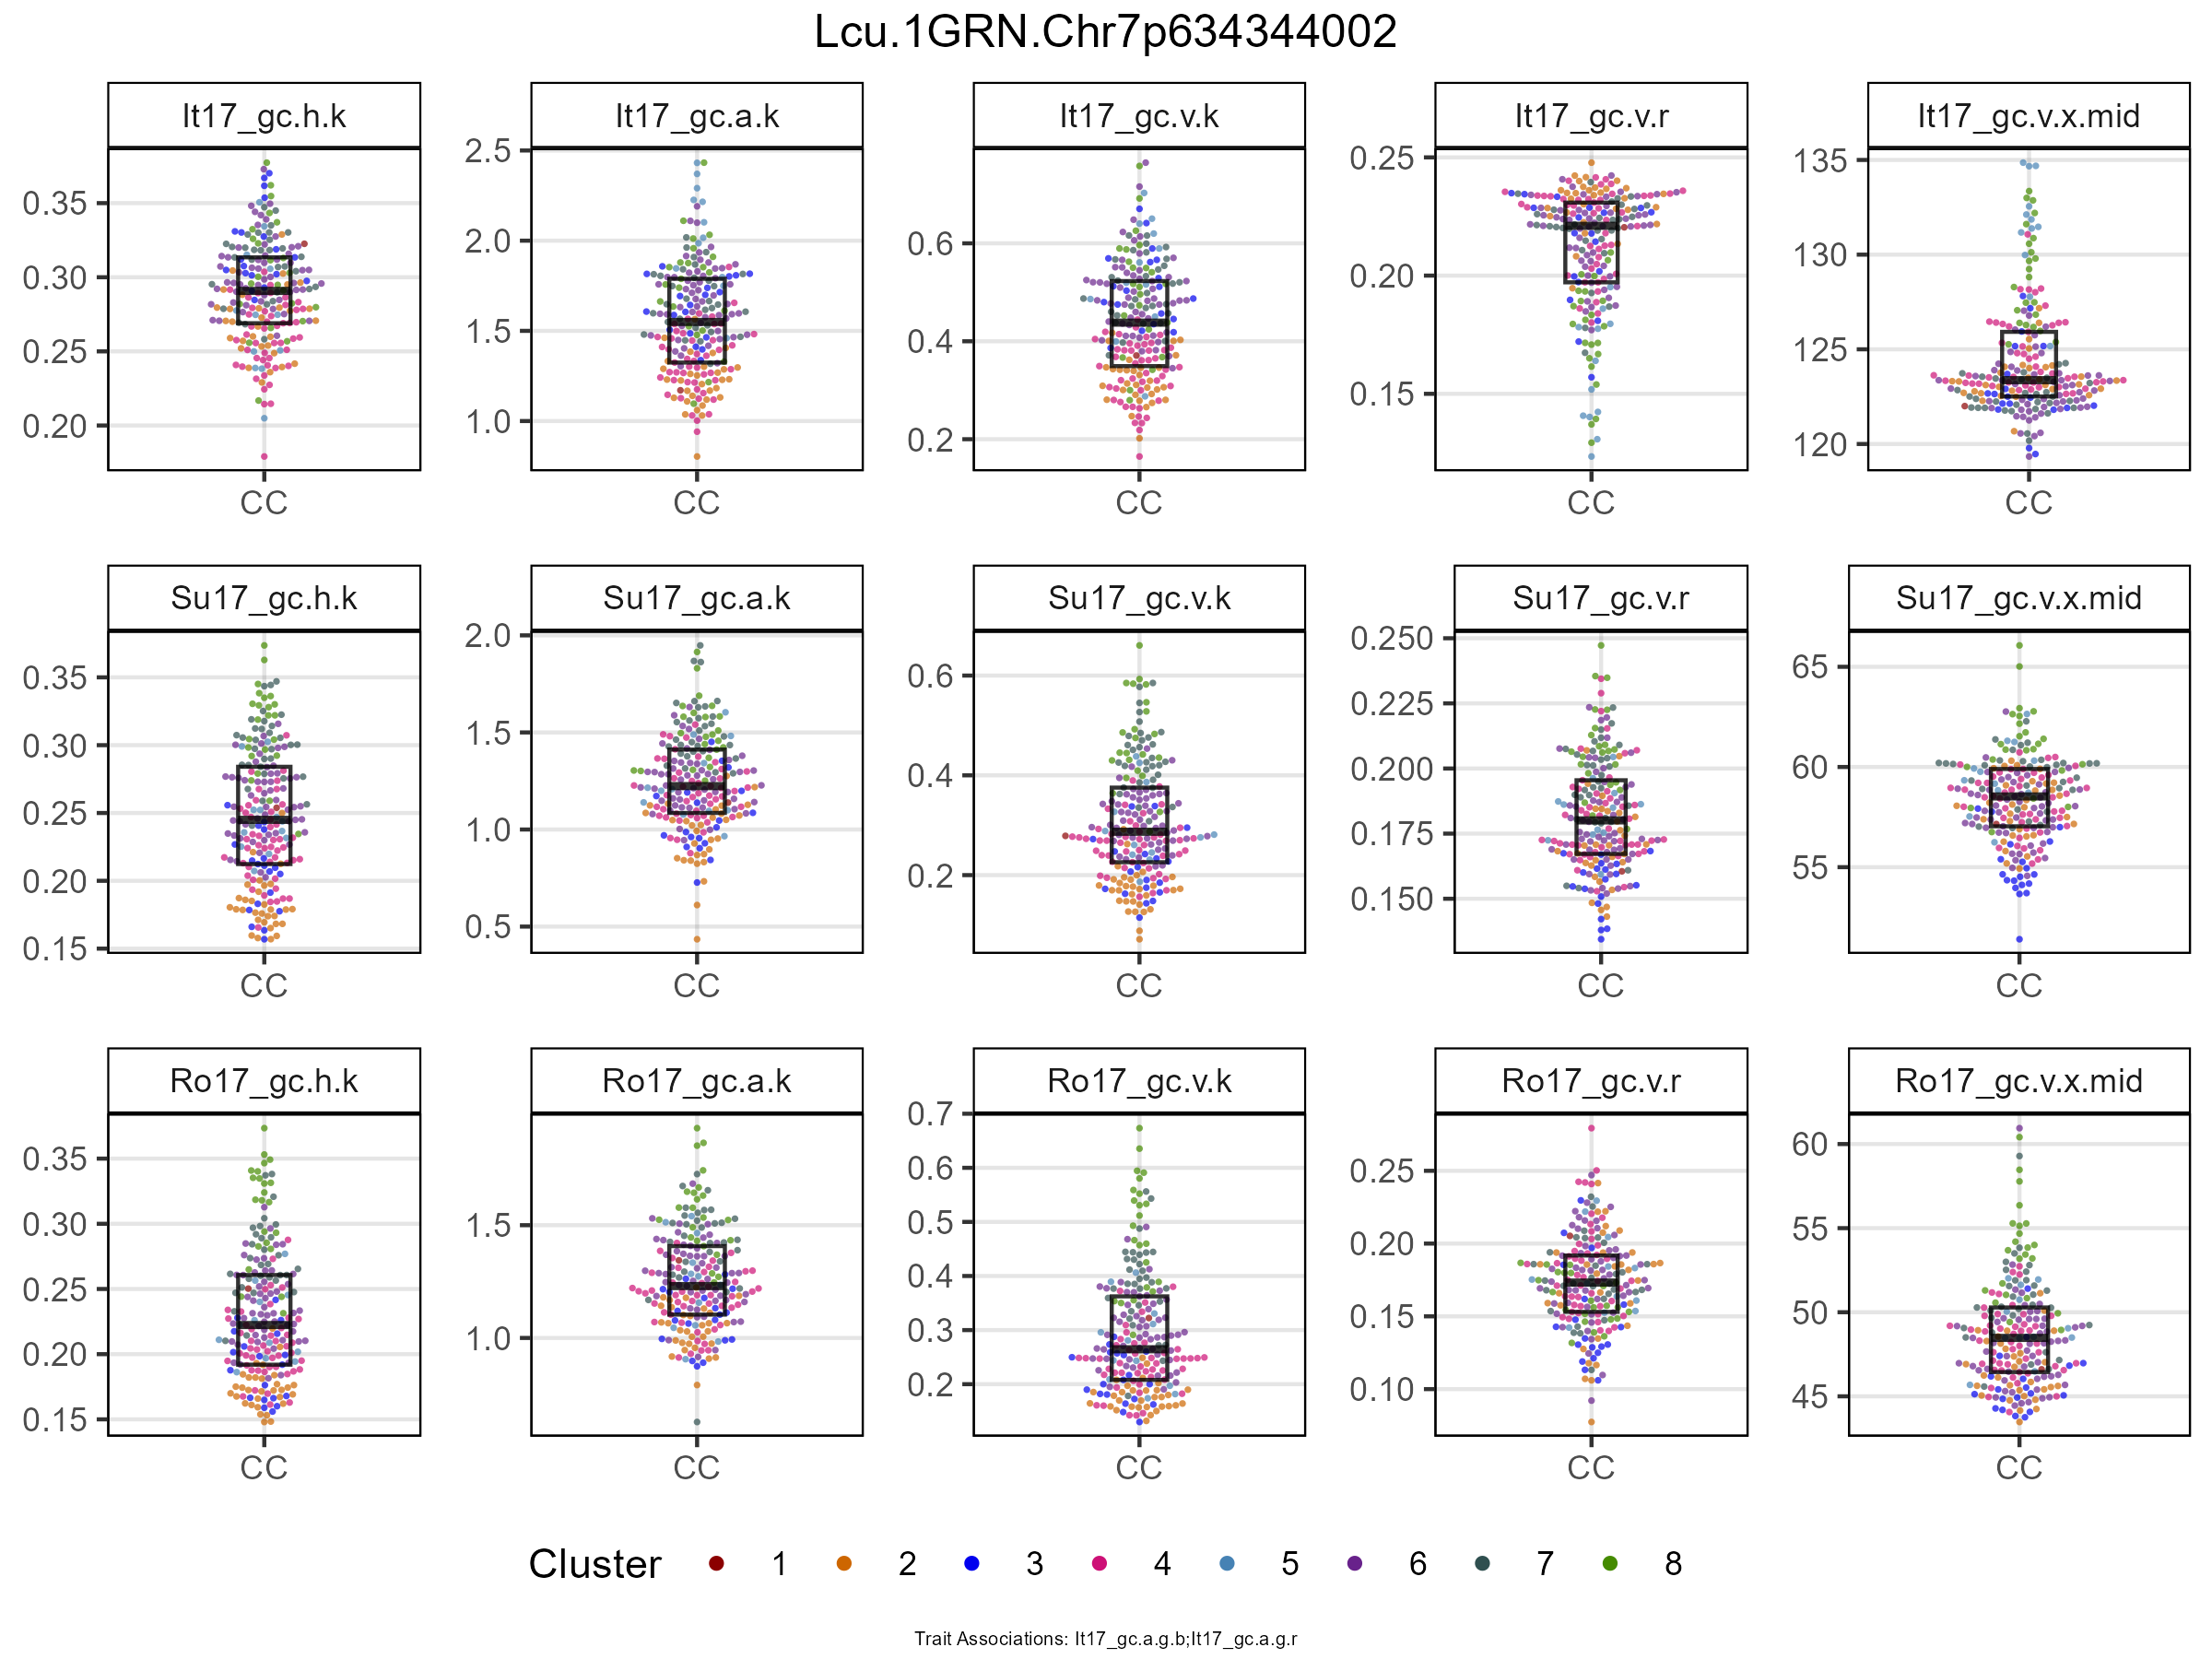 Lcu.1GRN.Chr7p634344002
It17_gc.h.k It17_gc.a.k It17_gc.v.k It17_gc.v.r It17_gc.v.x.mid
0.35 0.30 0.25 0.20
2.5 2.0 1.5 1.0
0.6 0.4 0.2
0.25 0.20 0.15
135 130 125 120
CC CC CC CC CC
Su17_gc.h.k Su17_gc.a.k Su17_gc.v.k Su17_gc.v.r Su17_gc.v.x.mid
0.35 0.30 0.25 0.20 0.15
2.0 1.5 1.0 0.5
0.6 0.4 0.2
0.250 0.225 0.200 0.175 0.150
65 60 55
CC CC CC CC CC
Ro17_gc.h.k Ro17_gc.a.k Ro17_gc.v.k Ro17_gc.v.r Ro17_gc.v.x.mid
0.35 0.30 0.25 0.20 0.15
1.5 1.0
0.7 0.6 0.5 0.4 0.3 0.2
0.25 0.20 0.15 0.10
60 55 50 45
CC CC CC CC CC
Cluster 1 2 3 4 5 6 7 8
Trait Associations: It17_gc.a.g.b;It17_gc.a.g.r